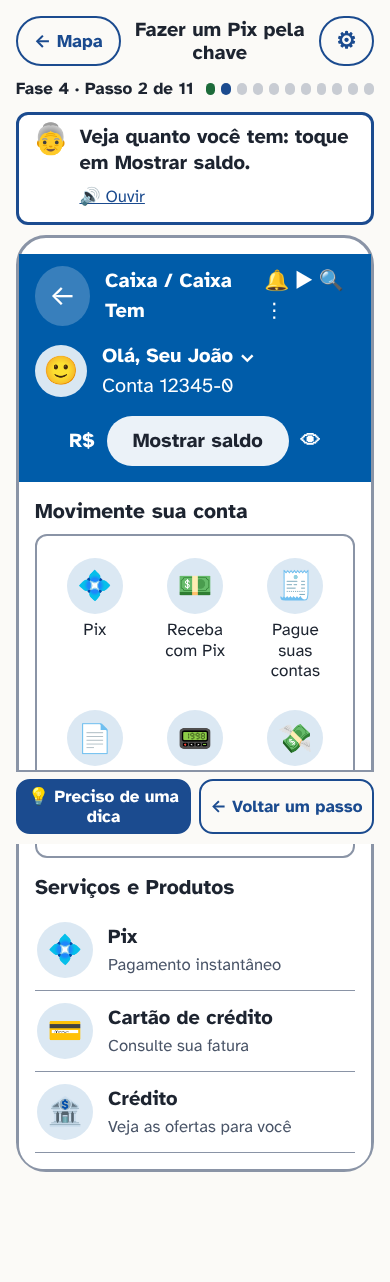 ← Mapa
Fazer um Pix pela
chave
Fase 4 · Passo 2 de 11
Veja quanto você tem: toque
em Mostrar saldo.
🔊 Ouvir
Caixa / Caixa
Tem
Olá, Seu João
Conta 12345-0
R$ Mostrar saldo
Movimente sua conta
Pix
Receba
com Pix
Pague
suas
contas
💡 Preciso de uma
dica
← Voltar um passo
Serviços e Produtos
Pix
Pagamento instantâneo
Cartão de crédito
Consulte sua fatura
Crédito
Veja as ofertas para você